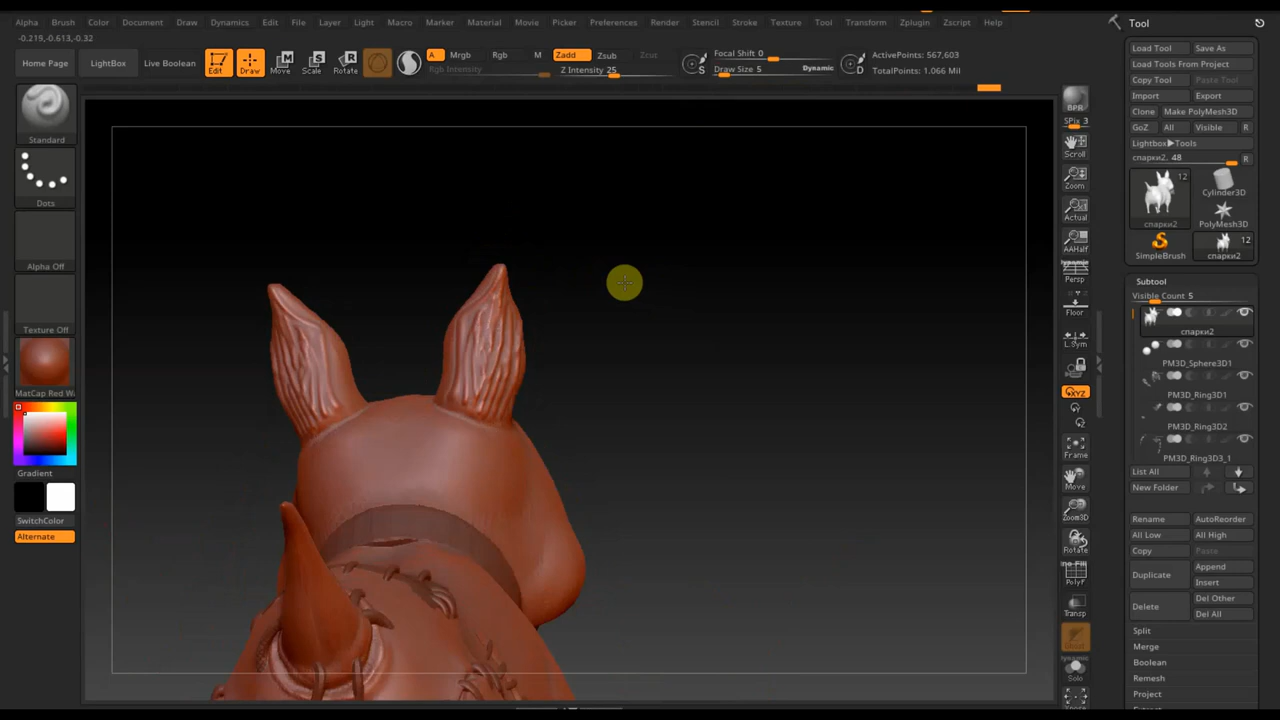 Alpha Brush Color Document Draw Dynamics Edit File Layer Light Macro Marker Material Movie Picker Preferences Render Stencil Stroke Texture Tool Transform Zplugin Zscript Help
Tool
-0.219,-0.613,-0.32
Home Page LightBox Live Boolean Edit Draw Move Scale Rotate
A Mrgb Rgb M Zadd Zsub Zcut
Rgb Intensity Z Intensity 25
S Focal Shift 0
Draw Size 5 Dynamic
D ActivePoints: 567,603
TotalPoints: 1.066 Mil
Standard
Dots
Alpha Off
Texture Off
MatCap Red W
Gradient
SwitchColor
Alternate
BPR
SPix 3
Scroll
Zoom
Actual
AAHalf
Dynamic
Persp
Floor
L.Sym
XYZ
Frame
Move
Zoom3D
Rotate
PolyF
Transp
Dynamic
Solo
Load Tool Save As
Load Tools From Project
Copy Tool Paste Tool
Import Export
Clone Make PolyMesh3D
GoZ All Visible R
Lightbox▶Tools
спарки2. 48 R
12
спарки2
Cylinder3D
PolyMesh3D
SimpleBrush
12
спарки2
Subtool
Visible Count 5
спарки2
PM3D_Sphere3D1
PM3D_Ring3D1
PM3D_Ring3D2
PM3D_Ring3D3_1
List All
New Folder
Rename AutoReorder
All Low All High
Copy Paste
Duplicate Append
Insert
Delete Del Other
Del All
Split
Merge
Boolean
Remesh
Project